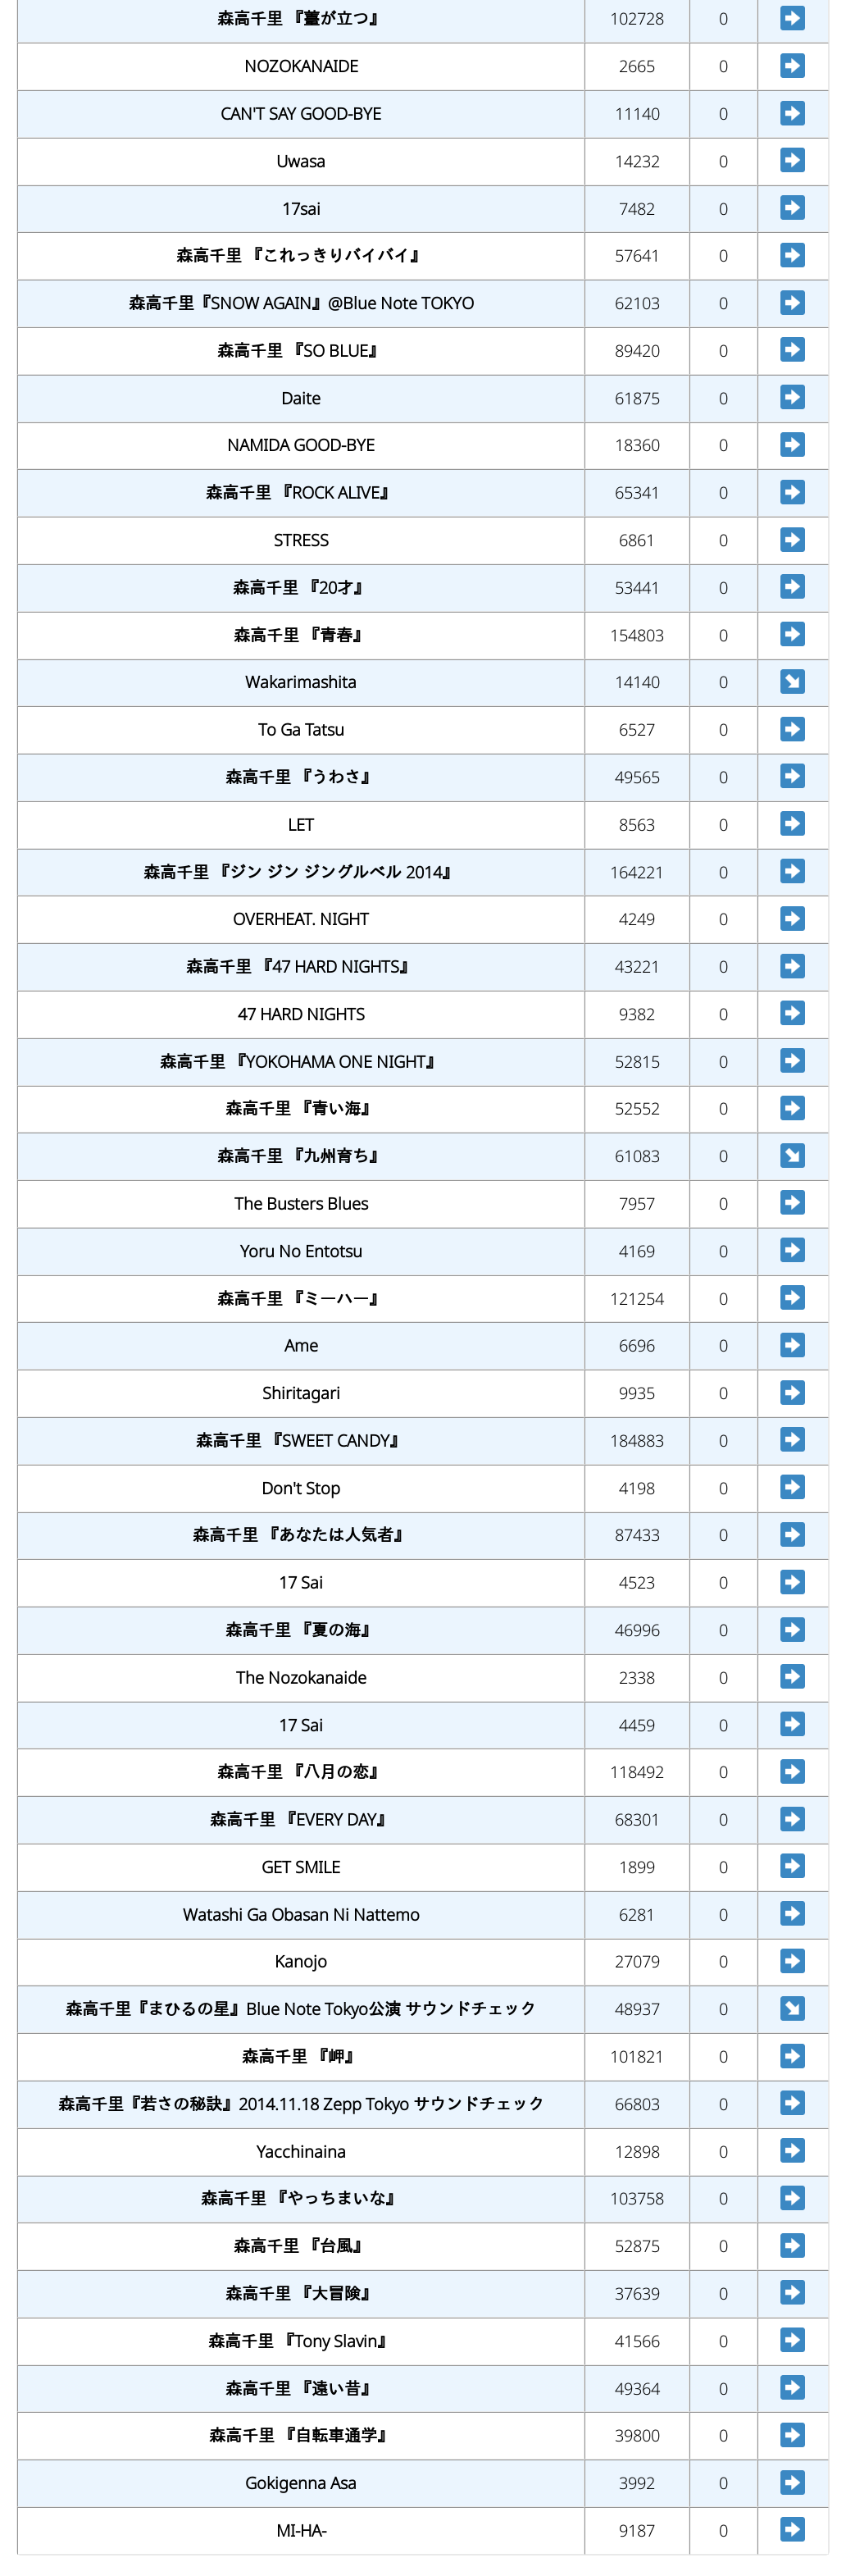 森高千里 『薹が立つ』 102728 0
NOZOKANAIDE 2665 0
CAN'T SAY GOOD-BYE 11140 0
Uwasa 14232 0
17sai 7482 0
森高千里 『これっきりバイバイ』 57641 0
森高千里『SNOW AGAIN』@Blue Note TOKYO 62103 0
森高千里 『SO BLUE』 89420 0
Daite 61875 0
NAMIDA GOOD-BYE 18360 0
森高千里 『ROCK ALIVE』 65341 0
STRESS 6861 0
森高千里 『20才』 53441 0
森高千里 『青春』 154803 0
Wakarimashita 14140 0
To Ga Tatsu 6527 0
森高千里 『うわさ』 49565 0
LET 8563 0
森高千里 『ジン ジン ジングルベル 2014』 164221 0
OVERHEAT. NIGHT 4249 0
森高千里 『47 HARD NIGHTS』 43221 0
47 HARD NIGHTS 9382 0
森高千里 『YOKOHAMA ONE NIGHT』 52815 0
森高千里 『青い海』 52552 0
森高千里 『九州育ち』 61083 0
The Busters Blues 7957 0
Yoru No Entotsu 4169 0
森高千里 『ミーハー』 121254 0
Ame 6696 0
Shiritagari 9935 0
森高千里 『SWEET CANDY』 184883 0
Don't Stop 4198 0
森高千里 『あなたは人気者』 87433 0
17 Sai 4523 0
森高千里 『夏の海』 46996 0
The Nozokanaide 2338 0
17 Sai 4459 0
森高千里 『八月の恋』 118492 0
森高千里 『EVERY DAY』 68301 0
GET SMILE 1899 0
Watashi Ga Obasan Ni Nattemo 6281 0
Kanojo 27079 0
森高千里『まひるの星』Blue Note Tokyo公演 サウンドチェック 48937 0
森高千里 『岬』 101821 0
森高千里『若さの秘訣』2014.11.18 Zepp Tokyo サウンドチェック 66803 0
Yacchinaina 12898 0
森高千里 『やっちまいな』 103758 0
森高千里 『台風』 52875 0
森高千里 『大冒険』 37639 0
森高千里 『Tony Slavin』 41566 0
森高千里 『遠い昔』 49364 0
森高千里 『自転車通学』 39800 0
Gokigenna Asa 3992 0
MI-HA- 9187 0